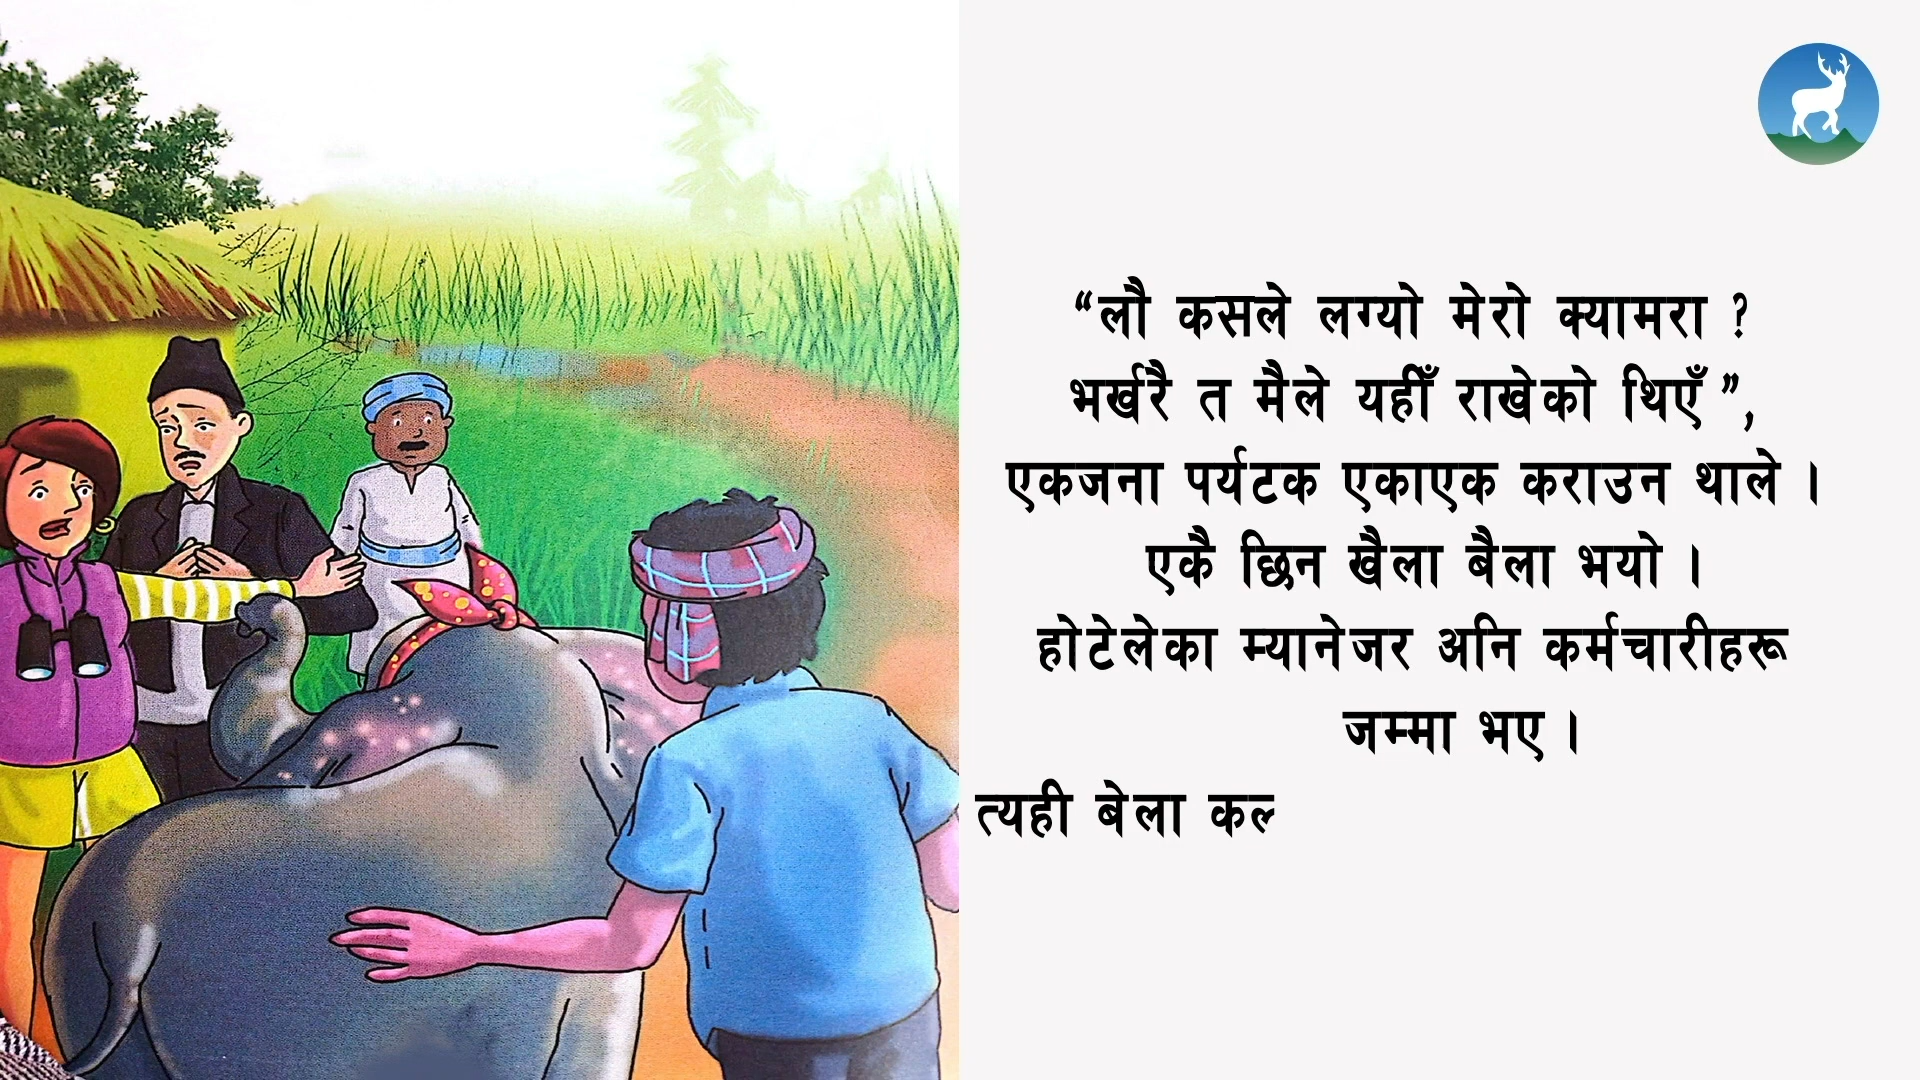 “लौ कसले लग्यो मेरो क्यामरा ?
भर्खरै त मैले यहीँ राखेको थिएँ ”,
एकजना पर्यटक एकाएक कराउन थाले ।
एकै छिन खैला बैला भयो ।
होटेलेका म्यानेजर अनि कर्मचारीहरू
जम्मा भए ।
त्यही बेला कल